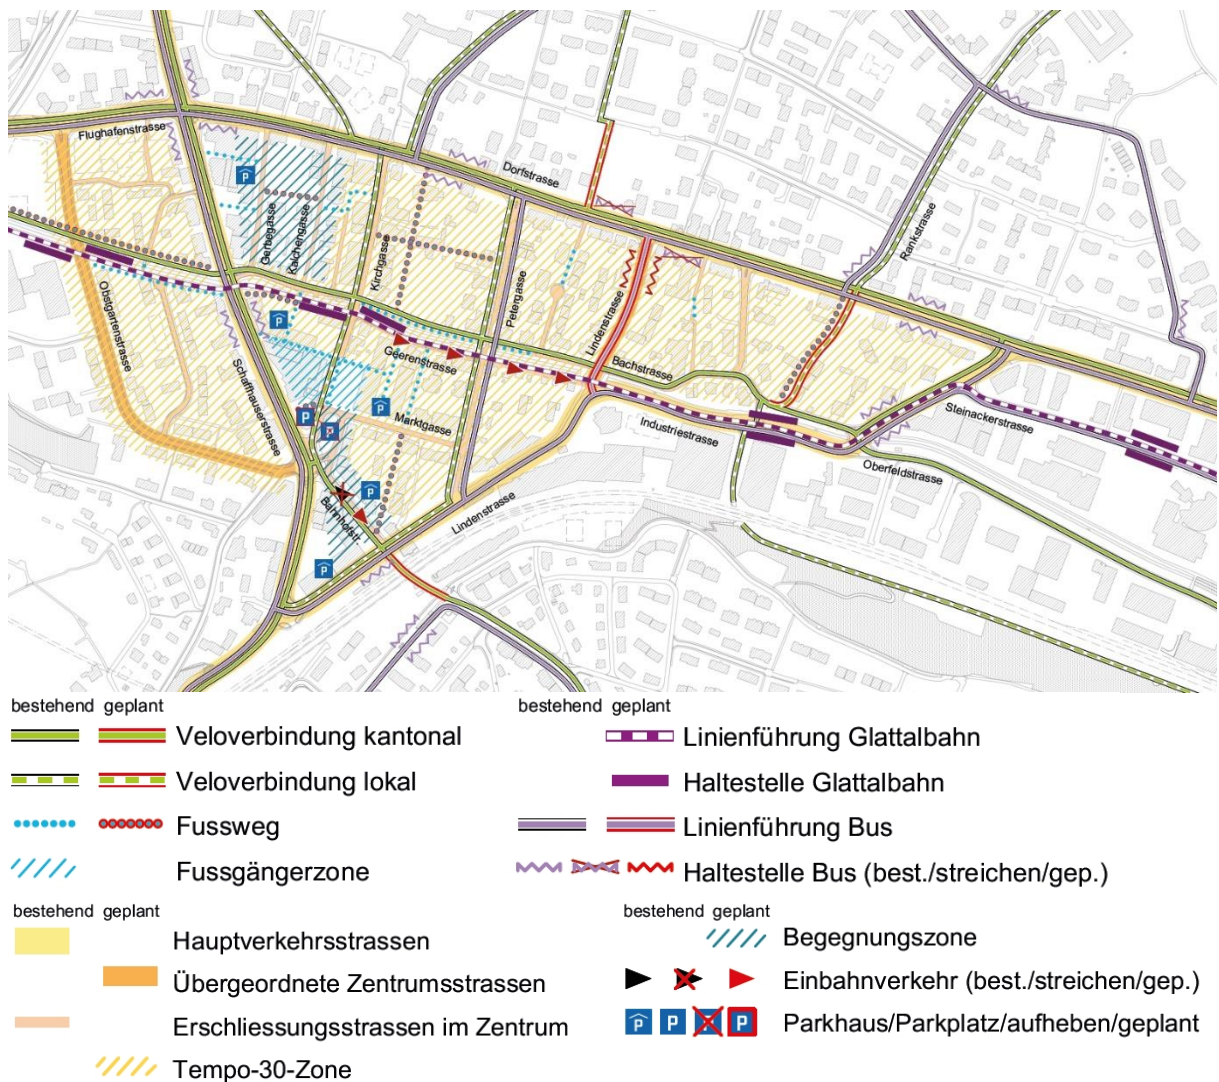 Flughafenstrasse
Dorfstrasse
Gerbegasse
Kalchengasse
Kirchgasse
Petergasse
Rankstrasse
Obstgartenstrasse
Lindenstrasse
Schaffhauserstrasse
Geerenstrasse
Bachstrasse
Marktgasse
Industriestrasse
Steinackerstrasse
Oberfeldstrasse
Bahnhofstr.
Lindenstrasse
P
P
P
P
P
P
P
bestehend geplant
Veloverbindung kantonal
Veloverbindung lokal
Fussweg
Fussgängerzone
bestehend geplant
Linienführung Glattalbahn
Haltestelle Glattalbahn
Linienführung Bus
Haltestelle Bus (best./streichen/gep.)
bestehend geplant
Hauptverkehrsstrassen
Übergeordnete Zentrumsstrassen
Erschliessungsstrassen im Zentrum
Tempo-30-Zone
bestehend geplant
Begegnungszone
Einbahnverkehr (best./streichen/gep.)
P P P P Parkhaus/Parkplatz/aufheben/geplant